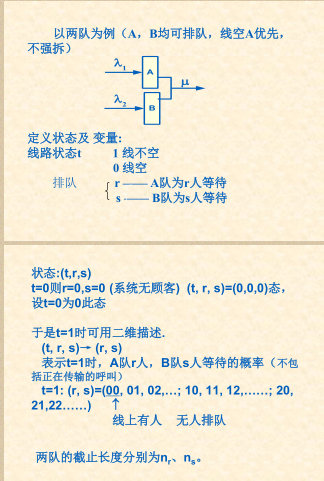 以两队为例（A，B均可排队，线空A优先，
不强拆）
λ1
A
μ
λ2
B
定义状态及 变量:
线路状态t 1 线不空
0 线空
排队 { r —— A队为r人等待
s —— B队为s人等待
状态:(t,r,s)
t=0则r=0,s=0 (系统无顾客) (t, r, s)=(0,0,0)态，
设t=0为0此态
于是t=1时可用二维描述.
(t, r, s)→ (r, s)
表示t=1时，A队r人，B队s人等待的概率（不包
括正在传输的呼叫）
t=1: (r, s)=(00, 01, 02,…; 10, 11, 12,……; 20,
21,22……) ↑
线上有人 无人排队
两队的截止长度分别为nr、ns。